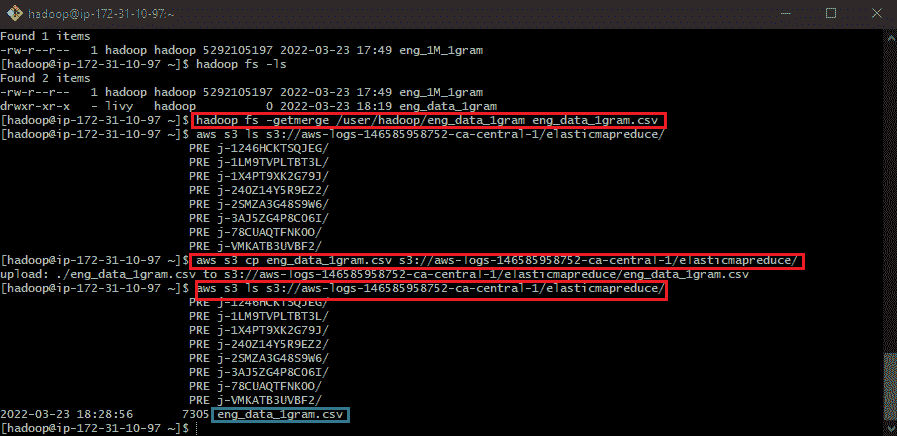 hadoop@ip-172-31-10-97:~
Found 1 items
-rw-r--r--   1 hadoop hadoop 5292105197 2022-03-23 17:49 eng_1M_1gram
[hadoop@ip-172-31-10-97 ~]$ hadoop fs -ls
Found 2 items
-rw-r--r--   1 hadoop hadoop 5292105197 2022-03-23 17:49 eng_1M_1gram
drwxr-xr-x   - livy   hadoop          0 2022-03-23 18:19 eng_data_1gram
[hadoop@ip-172-31-10-97 ~]$ hadoop fs -getmerge /user/hadoop/eng_data_1gram eng_data_1gram.csv
[hadoop@ip-172-31-10-97 ~]$ aws s3 ls s3://aws-logs-146585958752-ca-central-1/elasticmapreduce/
PRE j-1246HCKTSQJEG/
PRE j-1LM9TVPLTBT3L/
PRE j-1X4PT9XK2G79J/
PRE j-24OZ14Y5R9EZ2/
PRE j-2SMZA3G48S9W6/
PRE j-3AJ5ZG4P8CO6I/
PRE j-78CUAQTFNKOO/
PRE j-VMKATB3UVBF2/
[hadoop@ip-172-31-10-97 ~]$ aws s3 cp eng_data_1gram.csv s3://aws-logs-146585958752-ca-central-1/elasticmapreduce/
upload: ./eng_data_1gram.csv to s3://aws-logs-146585958752-ca-central-1/elasticmapreduce/eng_data_1gram.csv
[hadoop@ip-172-31-10-97 ~]$ aws s3 ls s3://aws-logs-146585958752-ca-central-1/elasticmapreduce/
PRE j-1246HCKTSQJEG/
PRE j-1LM9TVPLTBT3L/
PRE j-1X4PT9XK2G79J/
PRE j-24OZ14Y5R9EZ2/
PRE j-2SMZA3G48S9W6/
PRE j-3AJ5ZG4P8CO6I/
PRE j-78CUAQTFNKOO/
PRE j-VMKATB3UVBF2/
2022-03-23 18:28:56       7305 eng_data_1gram.csv
[hadoop@ip-172-31-10-97 ~]$